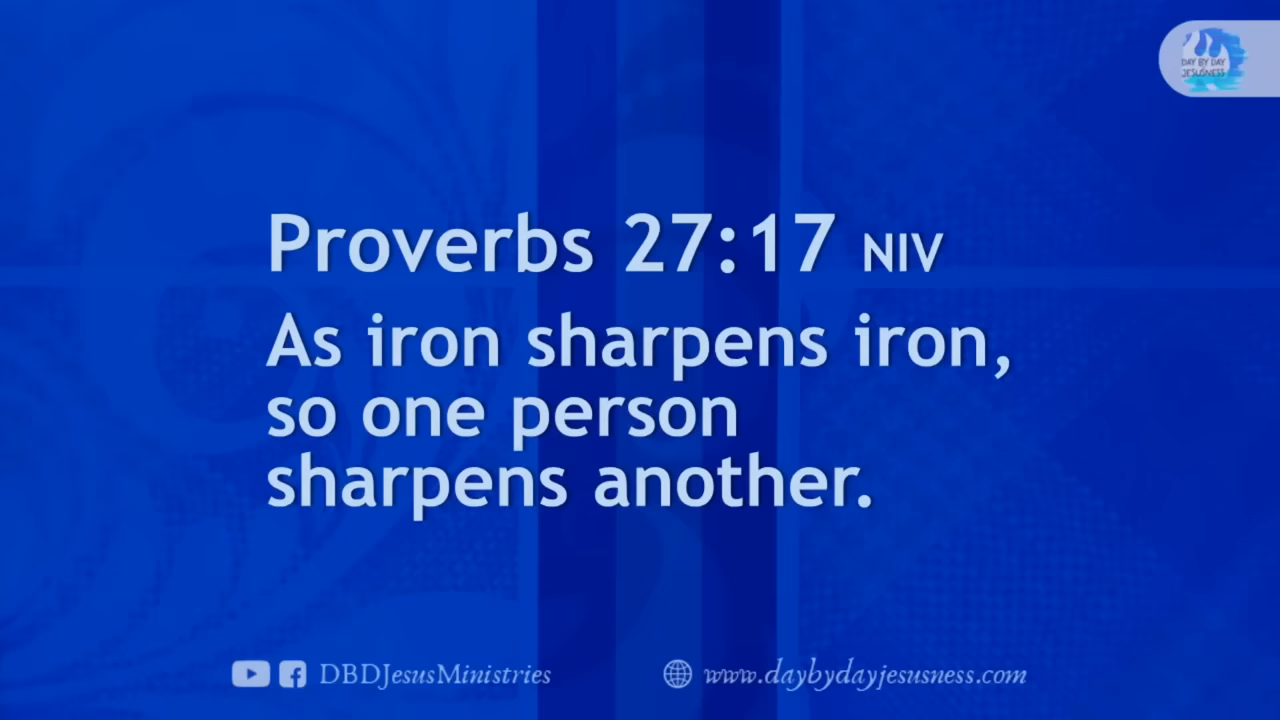 DAY BY DAY
JESUSNESS
Proverbs 27:17 NIV
As iron sharpens iron,
so one person
sharpens another.
DBDJesusMinistries
www.daybydayjesusness.com